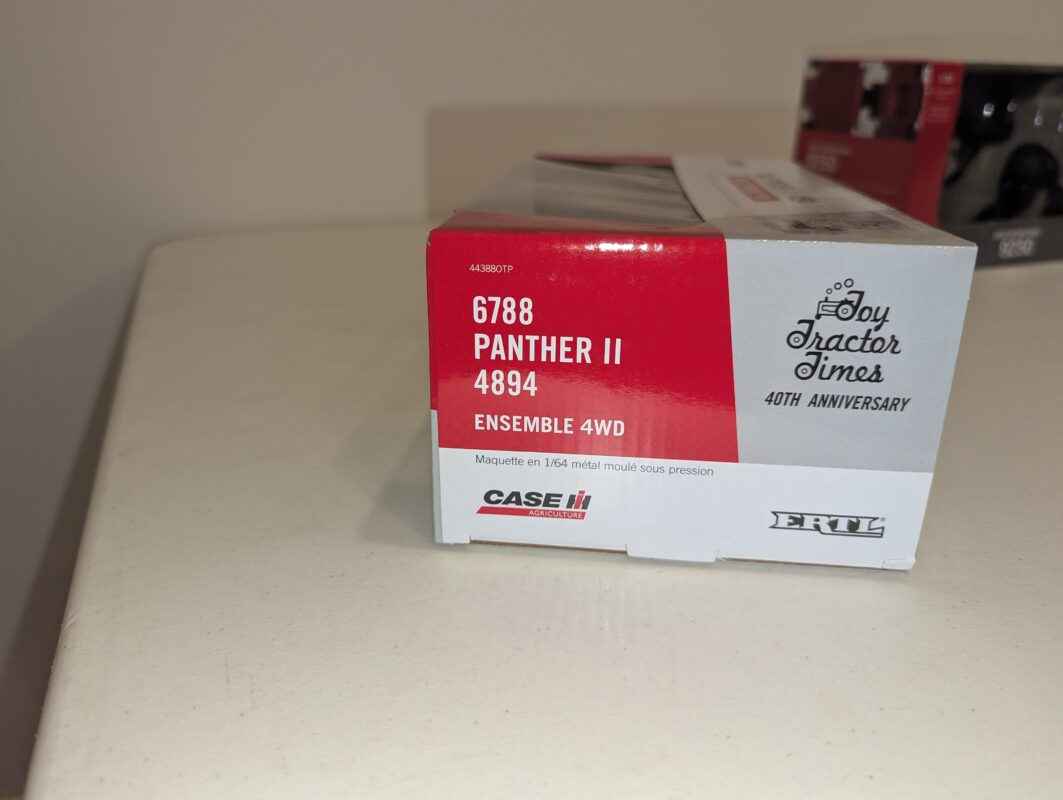 443880TP
6788
PANTHER II
4894
ENSEMBLE 4WD
Maquette en 1/64 métal moulé sous pression
CASE IH
AGRICULTURE
Toy
Tractor
Times
40TH ANNIVERSARY
ERTL